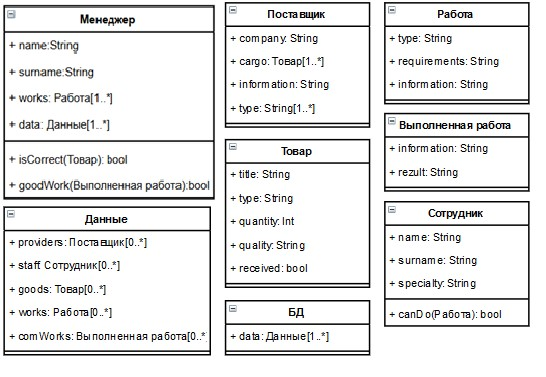 Менеджер
+ name:String
+ surname:String
+ works: Работа[1..*]
+ data: Данные[1..*]
+ isCorrect(Товар): bool
+ goodWork(Выполненная работа):bool
Данные
+ providers: Поставщик[0..*]
+ staff Сотрудник[0..*]
+ goods: Товар[0..*]
+ works: Работа[0..*]
+ comWorks: Выполненная работа[0..*
Поставщик
+ company: String
+ cargo: Товар[1..*]
+ information: String
+ type: String[1..*]
Товар
+ title: String
+ type: String
+ quantity: Int
+ quality: String
+ received: bool
БД
+ data: Данные[1..*]
Работа
+ type: String
+ requirements: String
+ information: String
Выполненная работа
+ information: String
+ rezult: String
Сотрудник
+ name: String
+ surname: String
+ specialty: String
+ canDo(Работа): bool